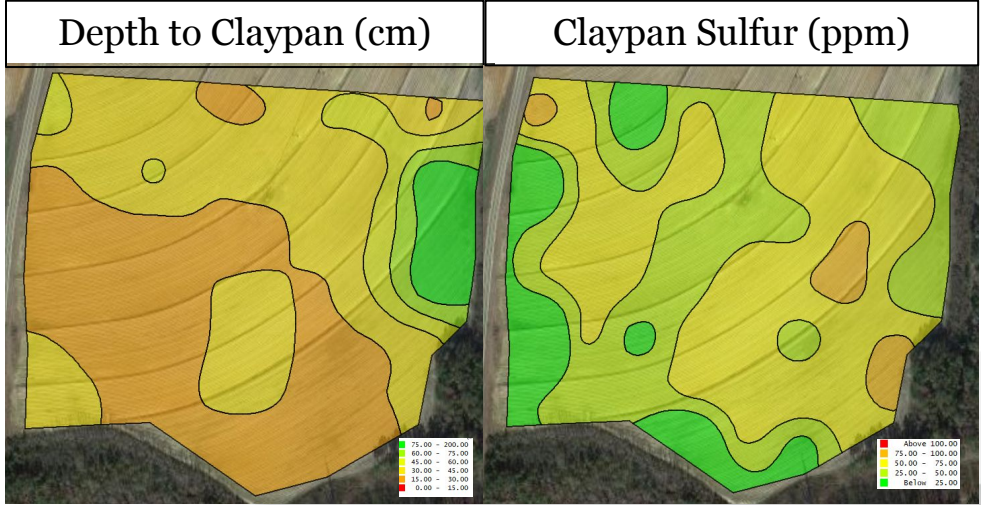 Depth to Claypan (cm)
Claypan Sulfur (ppm)
75.00 - 200.00
60.00 - 75.00
45.00 - 60.00
30.00 - 45.00
15.00 - 30.00
0.00 - 15.00
Above 100.00
75.00 - 100.00
50.00 - 75.00
25.00 - 50.00
Below 25.00